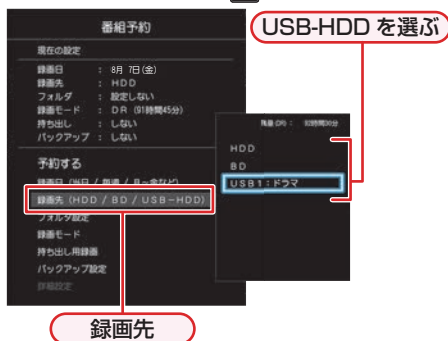 番組予約
USB-HDD を選ぶ
現在の設定
録画日 : 8月 7日(金)
録画先 : HDD
フォルダ : 設定しない
録画モード : DR (91時間45分)
持ち出し : しない
バックアップ : しない
HDD
BD
USB1:ドラマ
予約する
録画日 (毎日 / 毎週 / 月~金など)
録画先 (HDD / BD / USB-HDD)
フォルダ設定
録画モード
持ち出し用録画
バックアップ設定
詳細設定
録画先